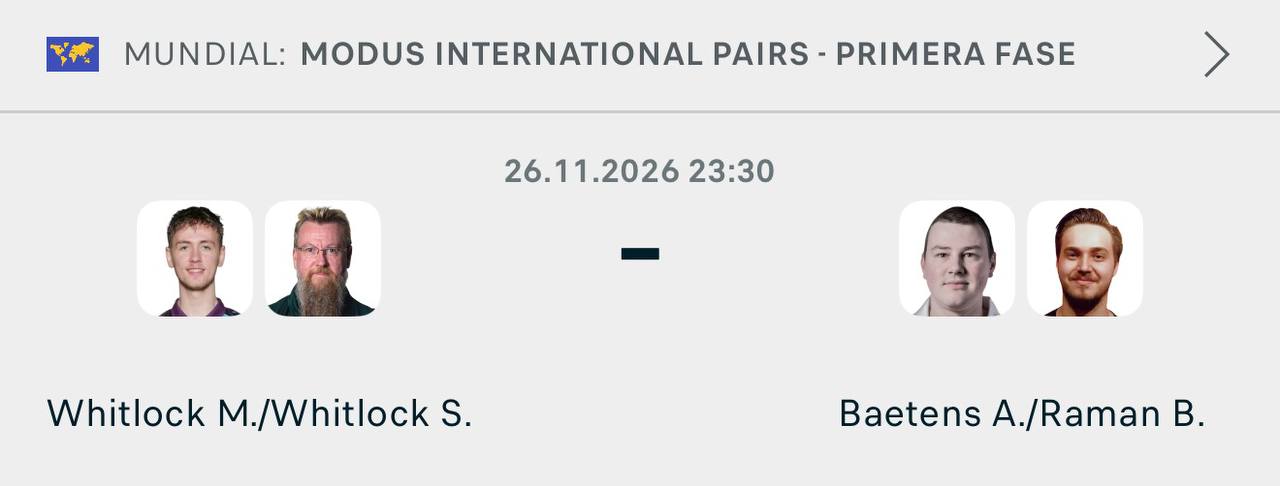 MUNDIAL: MODUS INTERNATIONAL PAIRS - PRIMERA FASE
26.11.2026 23:30
-
Whitlock M./Whitlock S.
Baetens A./Raman B.